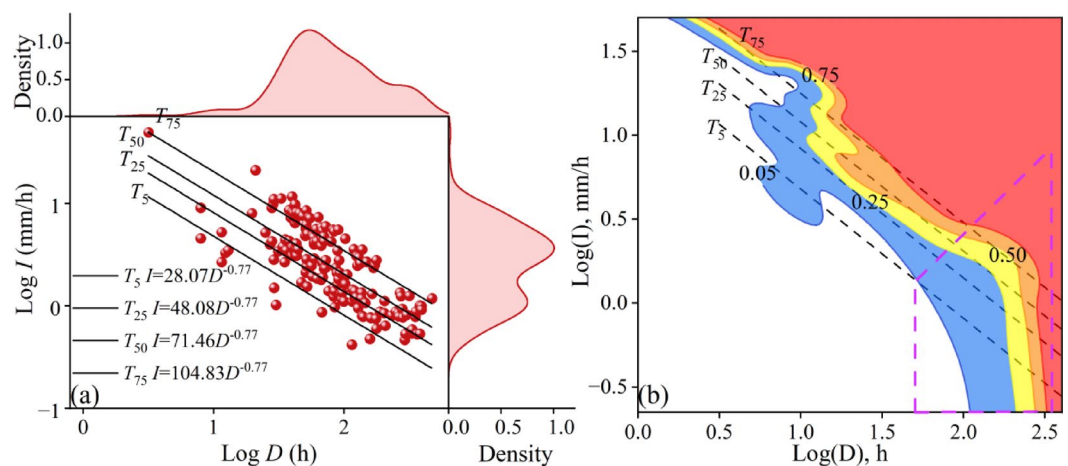 Density
1.0
0.5
0.0
T75
T50
T25
T5
Log I (mm/h)
1
0
−1
T5 I=28.07D-0.77
T25 I=48.08D-0.77
T50 I=71.46D-0.77
T75 I=104.83D-0.77
(a)
0
1
2
Log D (h)
0.0
0.5
1.0
Density
Log(I), mm/h
1.5
1.0
0.5
0.0
−0.5
T75
T50
T25
T5
0.75
0.05
0.25
0.50
(b)
0.0
0.5
1.0
1.5
2.0
2.5
Log(D), h